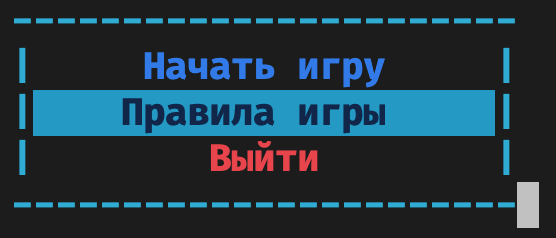 Начать игру
Правила игры
Выйти